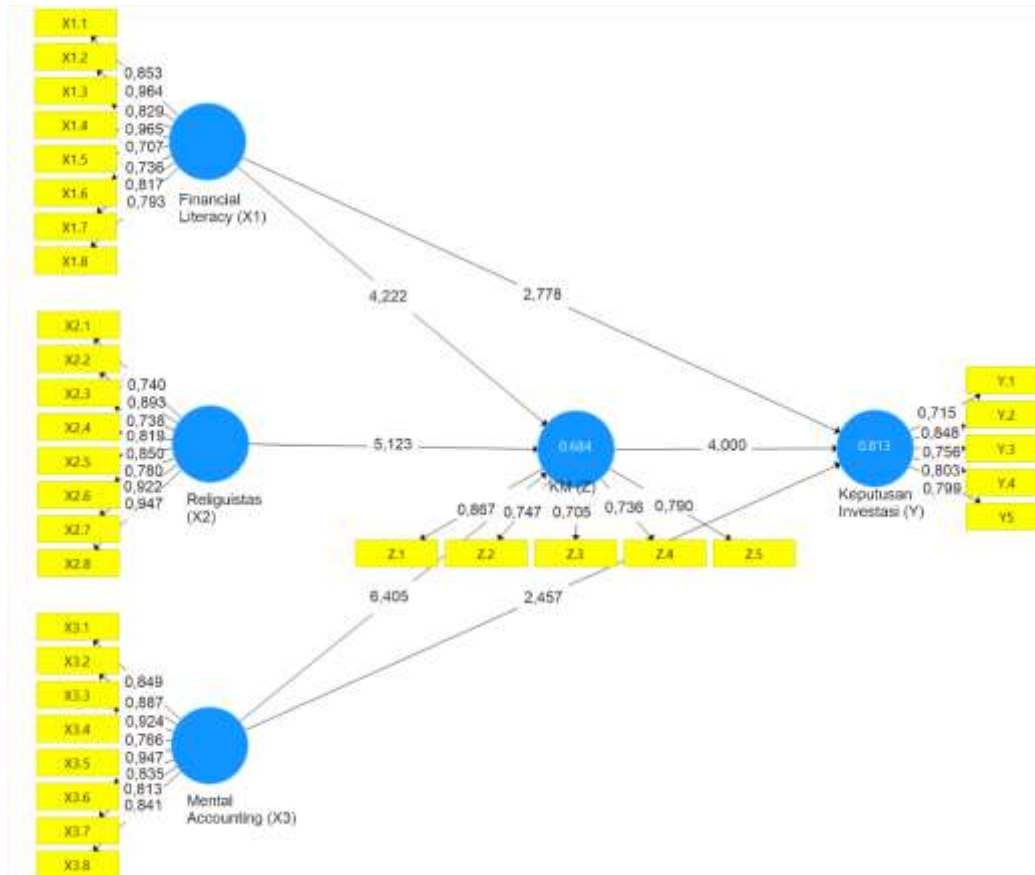 X1.1
X1.2
X1.3
X1.4
X1.5
X1.6
X1.7
X1.8
0,853
0,964
0,829
0,965
0,707
0,736
0,817
0,793
Financial
Literacy (X1)
4,222
2,778
X2.1
X2.2
X2.3
X2.4
X2.5
X2.6
X2.7
X2.8
0,740
0,893
0,738
0,819
0,850
0,780
0,922
0,947
Religuistas
(X2)
5,123
0.684
KM (Z)
4,000
0.813
Keputusan
Investasi (Y)
0,715
0,848
0,756
0,803
0,799
Y.1
Y.2
Y.3
Y.4
Y5
0,867
0,747
0,705
0,736
0,790
Z.1
Z.2
Z.3
Z.4
Z.5
6,405
2,457
X3.1
X3.2
X3.3
X3.4
X3.5
X3.6
X3.7
X3.8
0,849
0,887
0,924
0,766
0,947
0,835
0,813
0,841
Mental
Accounting (X3)